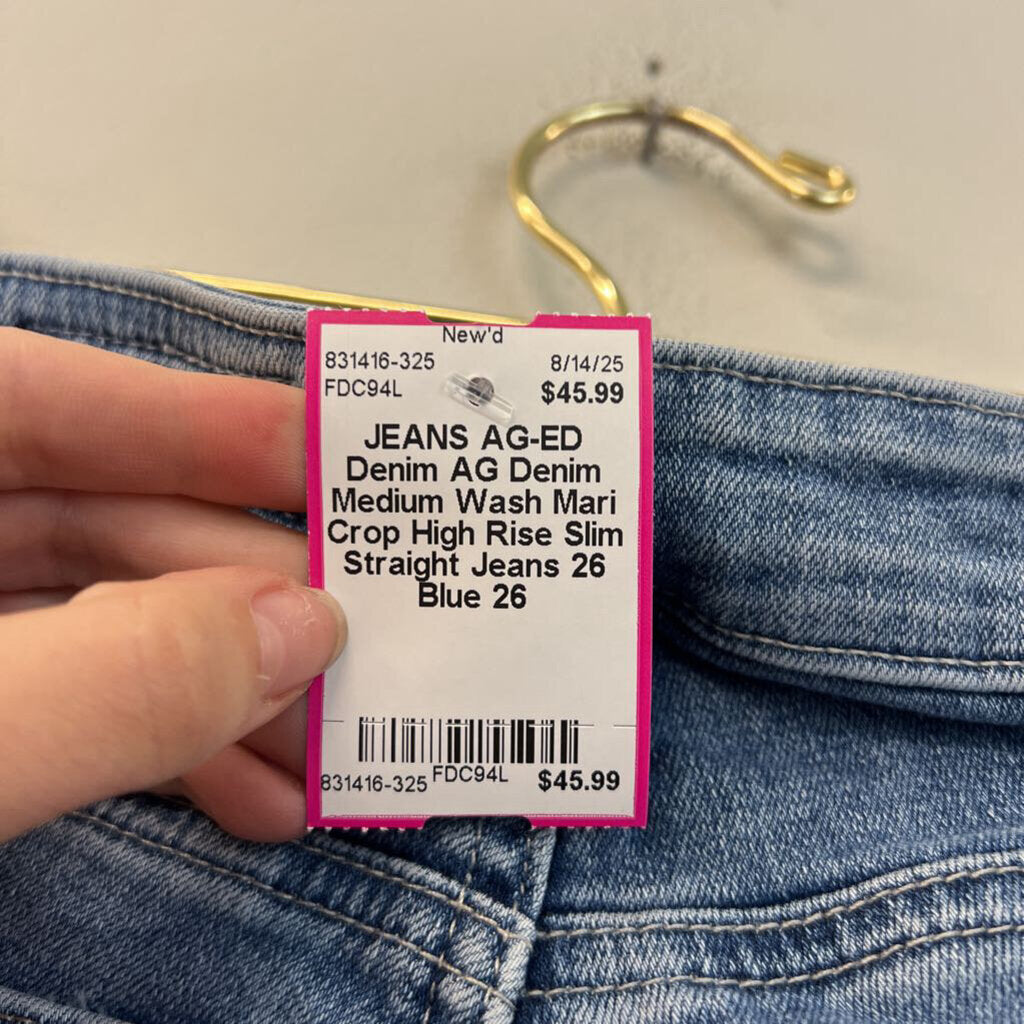 New'd
831416-325 8/14/25
FDC94L $45.99
JEANS AG-ED
Denim AG Denim
Medium Wash Mari
Crop High Rise Slim
Straight Jeans 26
Blue 26
831416-325 FDC94L $45.99